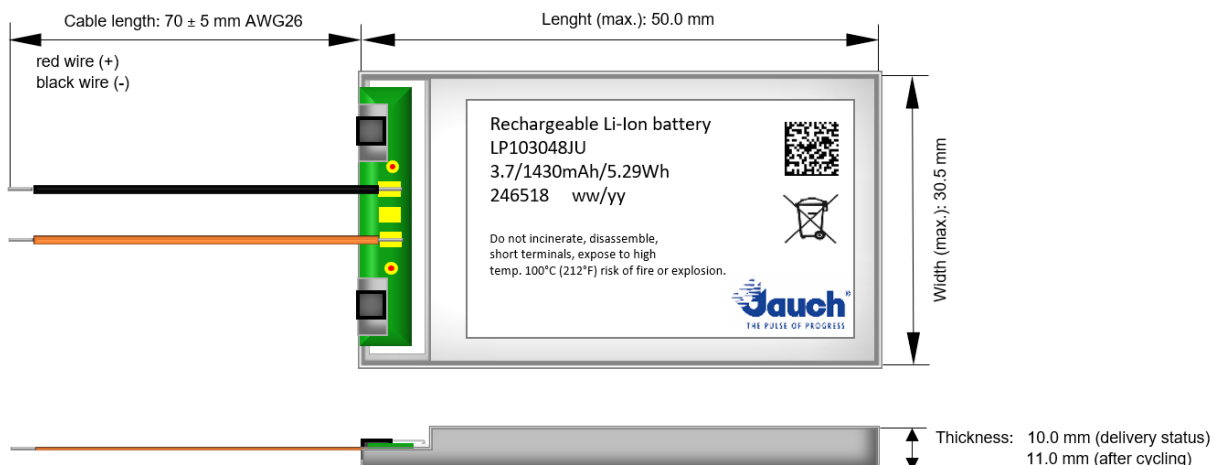 Cable length: 70 ± 5 mm AWG26
Lenght (max.): 50.0 mm
red wire (+)
black wire (-)
Rechargeable Li-Ion battery
LP103048JU
3.7/1430mAh/5.29Wh
246518 ww/yy
Do not incinerate, disassemble,
short terminals, expose to high
temp. 100°C (212°F) risk of fire or explosion.
Jauch®
THE PULSE OF PROGRESS
Width (max.): 30.5 mm
Thickness: 10.0 mm (delivery status)
11.0 mm (after cycling)